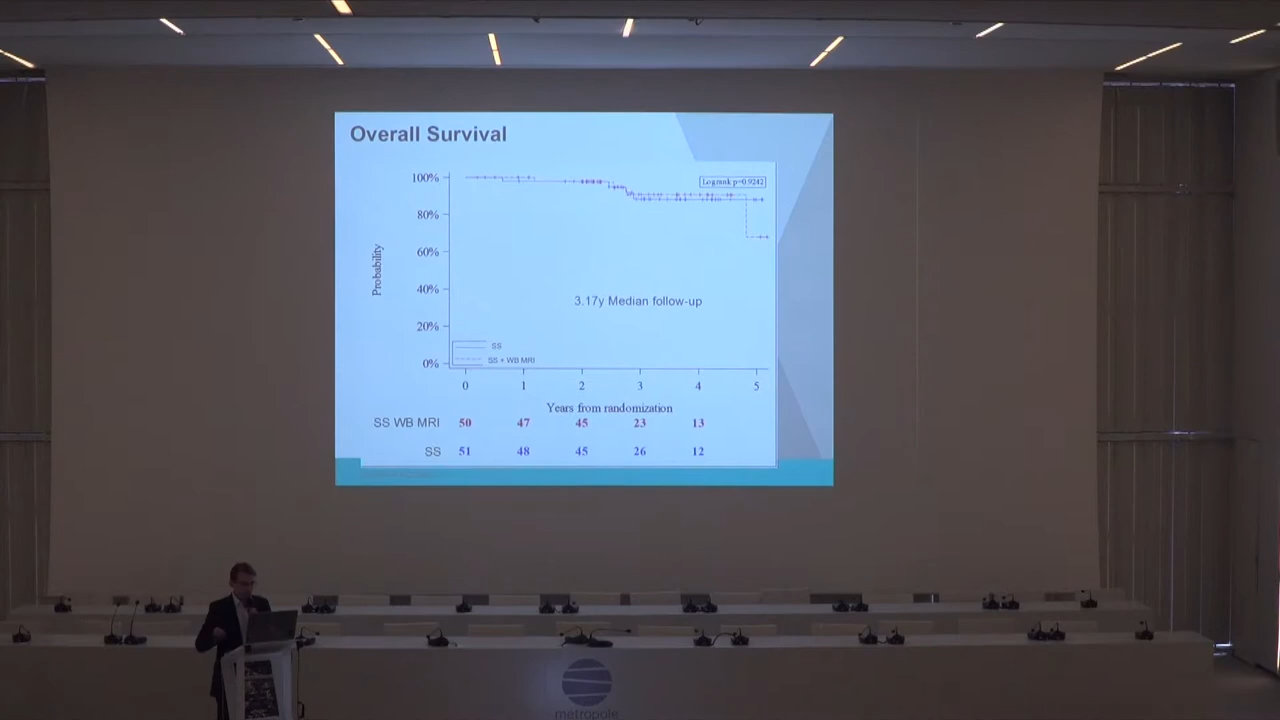 Overall Survival
100%
80%
60%
40%
20%
0%
Probability
Logrank p=0.9242
3.17y Median follow-up
SS
SS + WB MRI
0 1 2 3 4 5
Years from randomization
SS WB MRI 50 47 45 23 13
SS 51 48 45 26 12
metropole